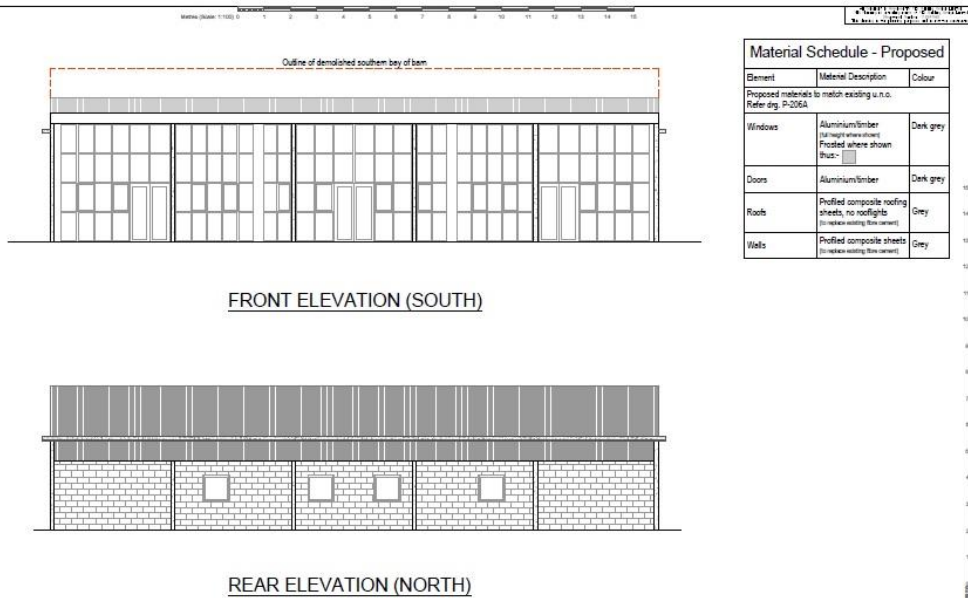 Metres (Scale 1:100) 0 1 2 3 4 5 6 7 8 9 10 11 12 13 14 15
Outline of demolished southern bay of barn
FRONT ELEVATION (SOUTH)
REAR ELEVATION (NORTH)
Material Schedule - Proposed
Element Material Description Colour
Proposed materials to match existing u.n.o.
Refer drg. P-206A
Windows Aluminium/timber Dark grey
(full height where shown)
Frosted where shown
thus:-
Doors Aluminium/timber Dark grey
Roofs Profiled composite roofing
sheets, no rooflights Grey
(to replace existing fibre cement)
Walls Profiled composite sheets Grey
(to replace existing fibre cement)